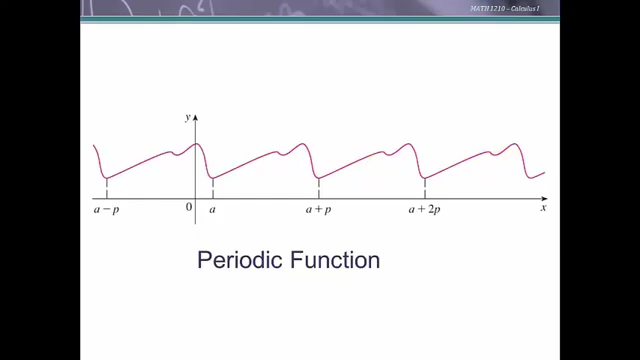 MATH 1210 – Calculus I
y
a − p
0
a
a + p
a + 2p
x
Periodic Function